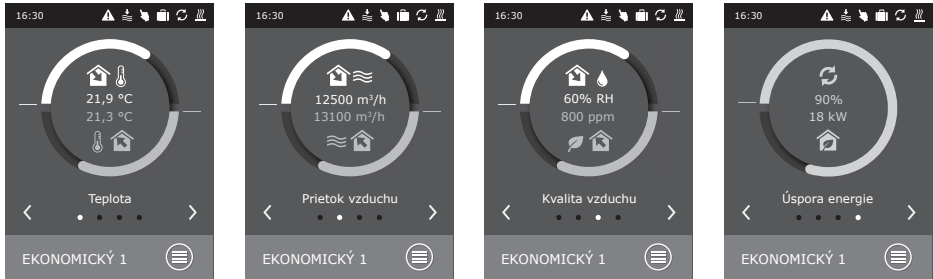 16:30
21,9 °C
21,3 °C
Teplota
EKONOMICKÝ 1
16:30
12500 m³/h
13100 m³/h
Prietok vzduchu
EKONOMICKÝ 1
16:30
60% RH
800 ppm
Kvalita vzduchu
EKONOMICKÝ 1
16:30
90%
18 kW
Úspora energie
EKONOMICKÝ 1